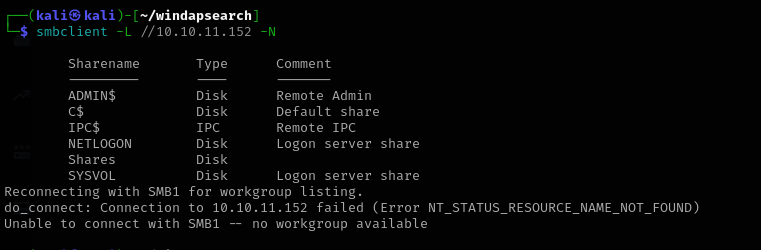 ┌──(kali㉿kali)-[~/windapsearch]
└─$ smbclient -L //10.10.11.152 -N
Sharename Type Comment
--------- ---- -------
ADMIN$ Disk Remote Admin
C$ Disk Default share
IPC$ IPC Remote IPC
NETLOGON Disk Logon server share
Shares Disk
SYSVOL Disk Logon server share
Reconnecting with SMB1 for workgroup listing.
do_connect: Connection to 10.10.11.152 failed (Error NT_STATUS_RESOURCE_NAME_NOT_FOUND)
Unable to connect with SMB1 -- no workgroup available